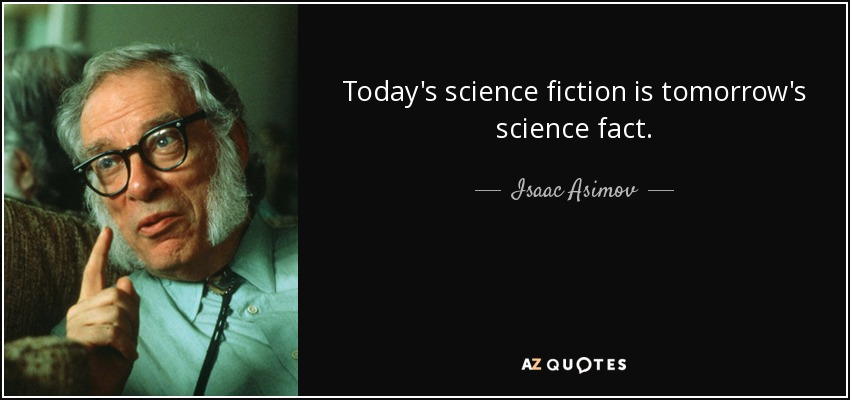 Today's science fiction is tomorrow's
science fact.
Isaac Asimov
AZ QUOTES